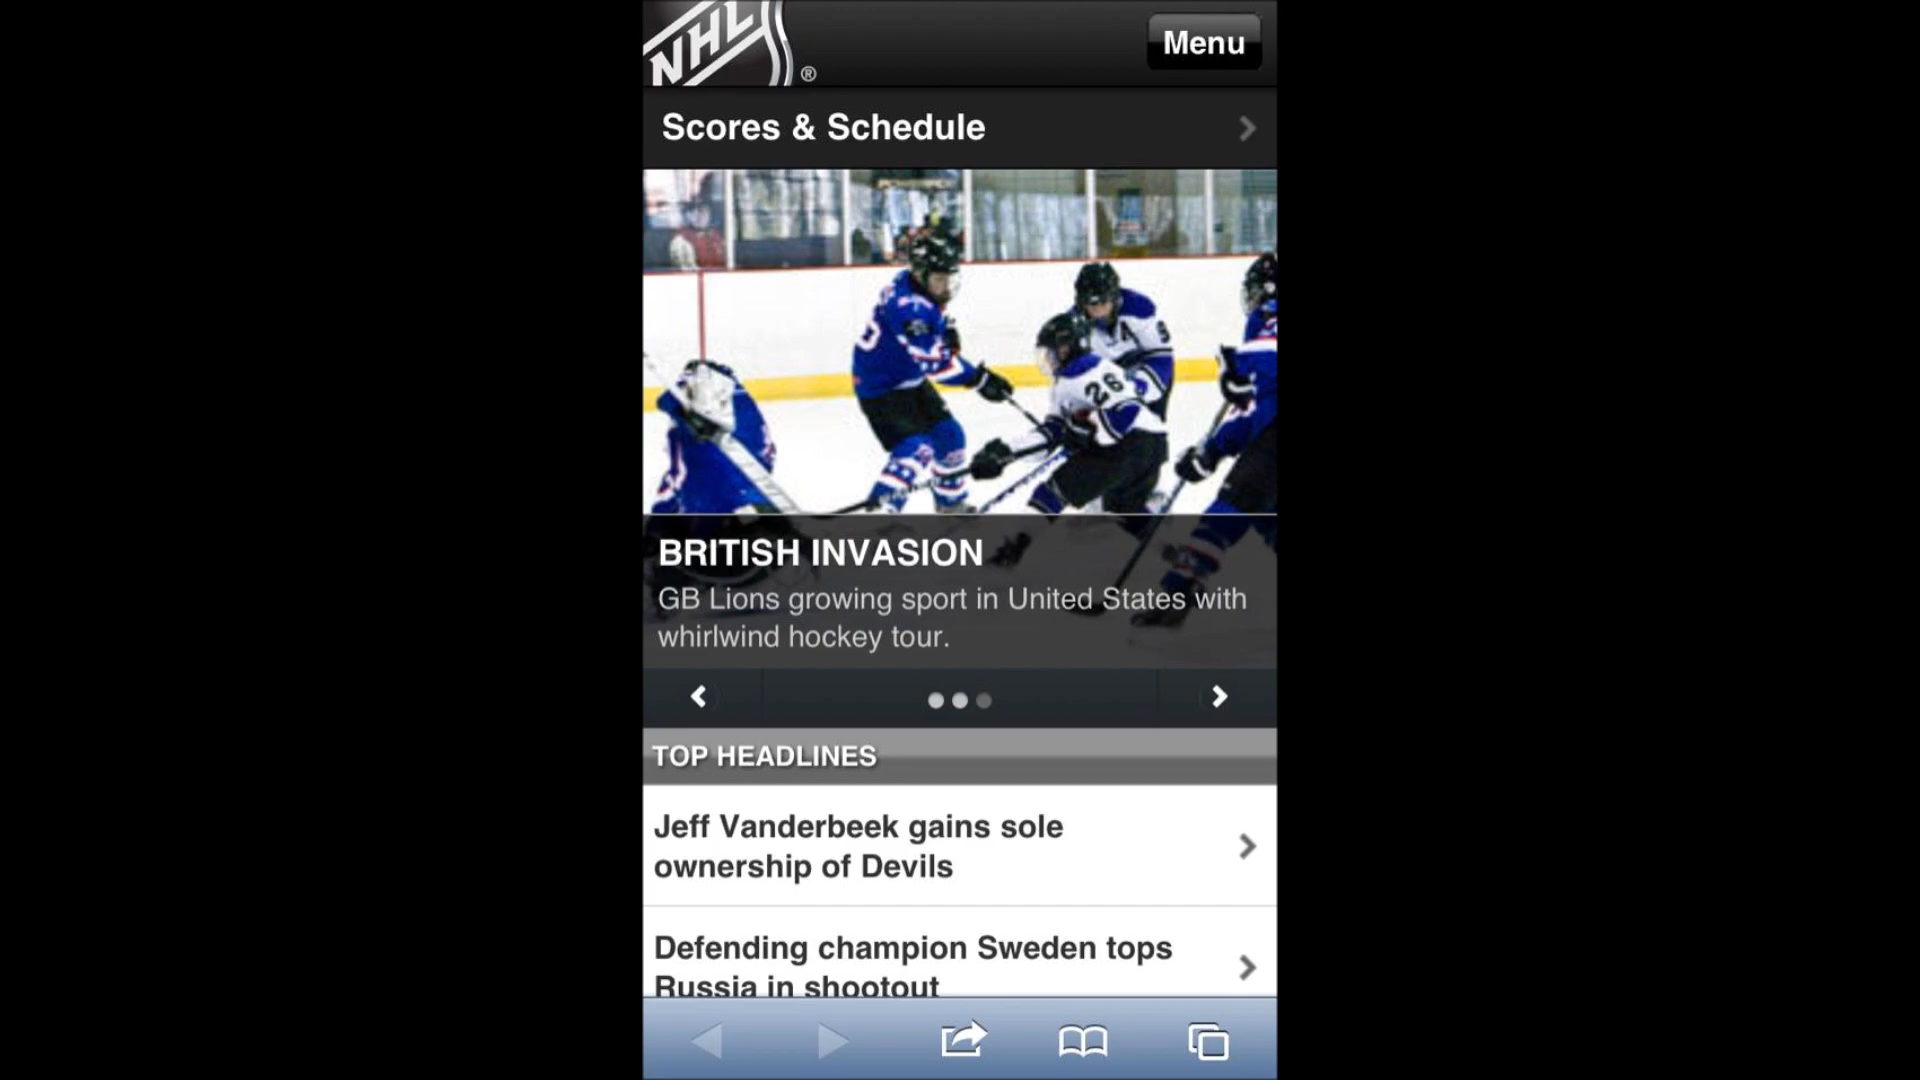 NHL ®
Menu
Scores & Schedule
A
26
BRITISH INVASION
GB Lions growing sport in United States with
whirlwind hockey tour.
TOP HEADLINES
Jeff Vanderbeek gains sole
ownership of Devils
Defending champion Sweden tops
Russia in shootout